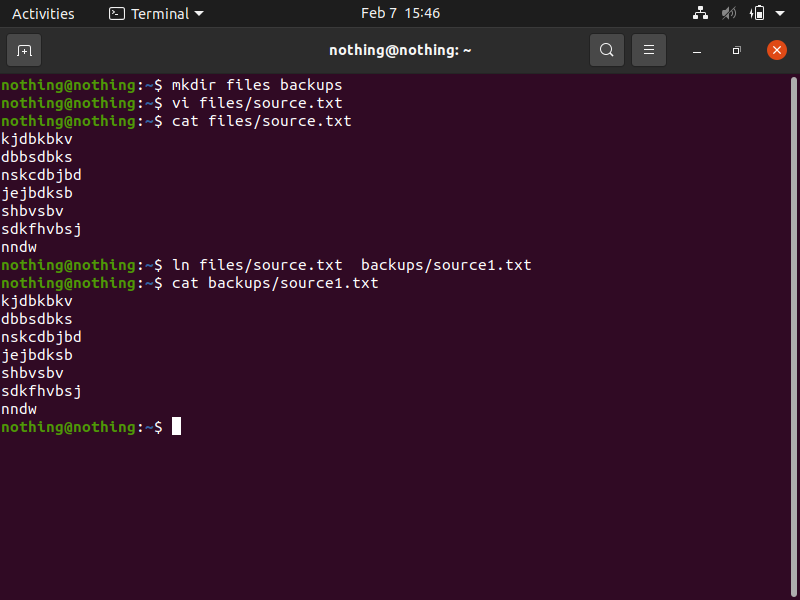 Activities Terminal Feb 7 15:46
nothing@nothing: ~
nothing@nothing:~$ mkdir files backups
nothing@nothing:~$ vi files/source.txt
nothing@nothing:~$ cat files/source.txt
kjdbkbkv
dbbsdbks
nskcdbjbd
jejbdksb
shbvsbv
sdkfhvbsj
nndw
nothing@nothing:~$ ln files/source.txt  backups/source1.txt
nothing@nothing:~$ cat backups/source1.txt
kjdbkbkv
dbbsdbks
nskcdbjbd
jejbdksb
shbvsbv
sdkfhvbsj
nndw
nothing@nothing:~$